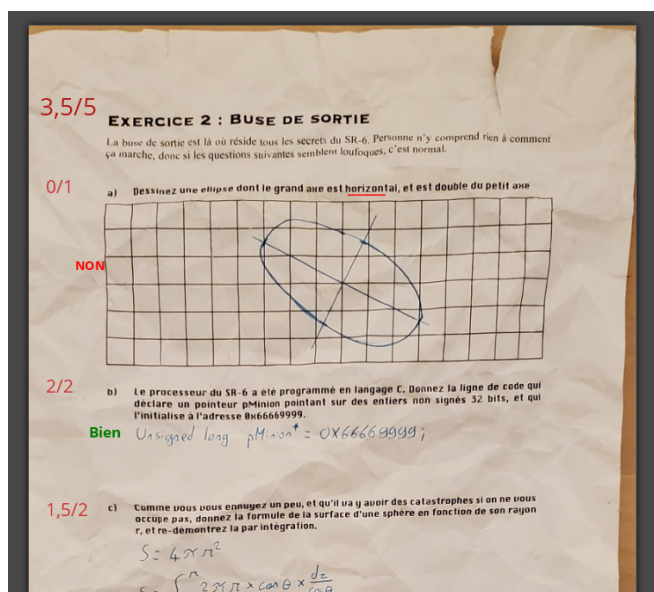 3,5/5
EXERCICE 2 : BUSE DE SORTIE
La buse de sortie est là où réside tous les secrets du SR-6. Personne n'y comprend rien à comment
ça marche, donc si les questions suivantes semblent loufoques, c'est normal.
0/1
a) Dessinez une ellipse dont le grand axe est horizontal, et est double du petit axe
NON
2/2
b) Le processeur du SR-6 a été programmé en langage C. Donnez la ligne de code qui
déclare un pointeur pMinion pointant sur des entiers non signés 32 bits, et qui
l'initialise à l'adresse 0x66669999.
Bien
Unsigned long pMinion* = 0X66669999;
1,5/2
c) Comme vous vous ennuyez un peu, et qu'il va y avoir des catastrophes si on ne vous
occupe pas, donnez la formule de la surface d'une sphère en fonction de son rayon
r, et re-démontrez la par intégration.
S= 4πr²
2πr × cos θ × dz